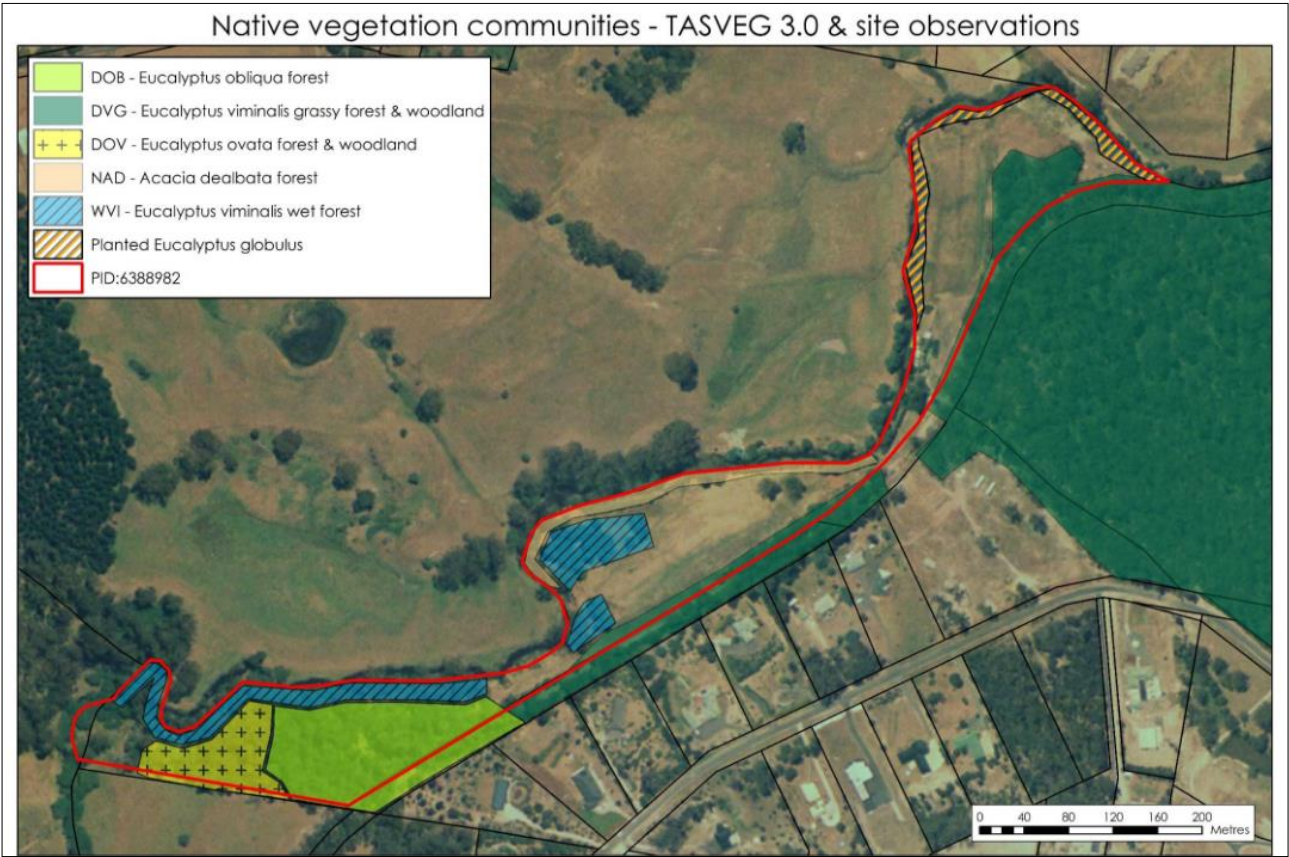 Native vegetation communities - TASVEG 3.0 & site observations
DOB - Eucalyptus obliqua forest
DVG - Eucalyptus viminalis grassy forest & woodland
DOV - Eucalyptus ovata forest & woodland
NAD - Acacia dealbata forest
WVI - Eucalyptus viminalis wet forest
Planted Eucalyptus globulus
PID:6388982
0 40 80 120 160 200
Metres